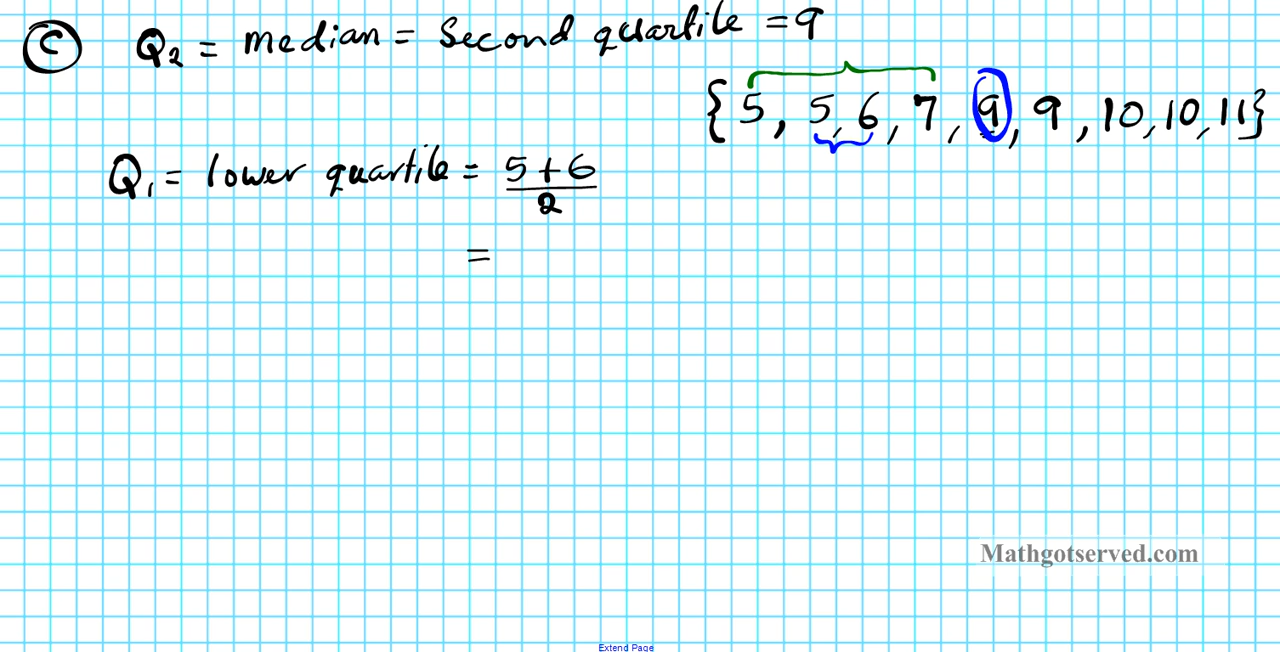 C Q₂ = median = Second quartile = 9
{5, 5, 6, 7, 9, 9, 10, 10, 11}
Q₁ = lower quartile = 5+6
2
=
Mathgotserved.com
Extend Page